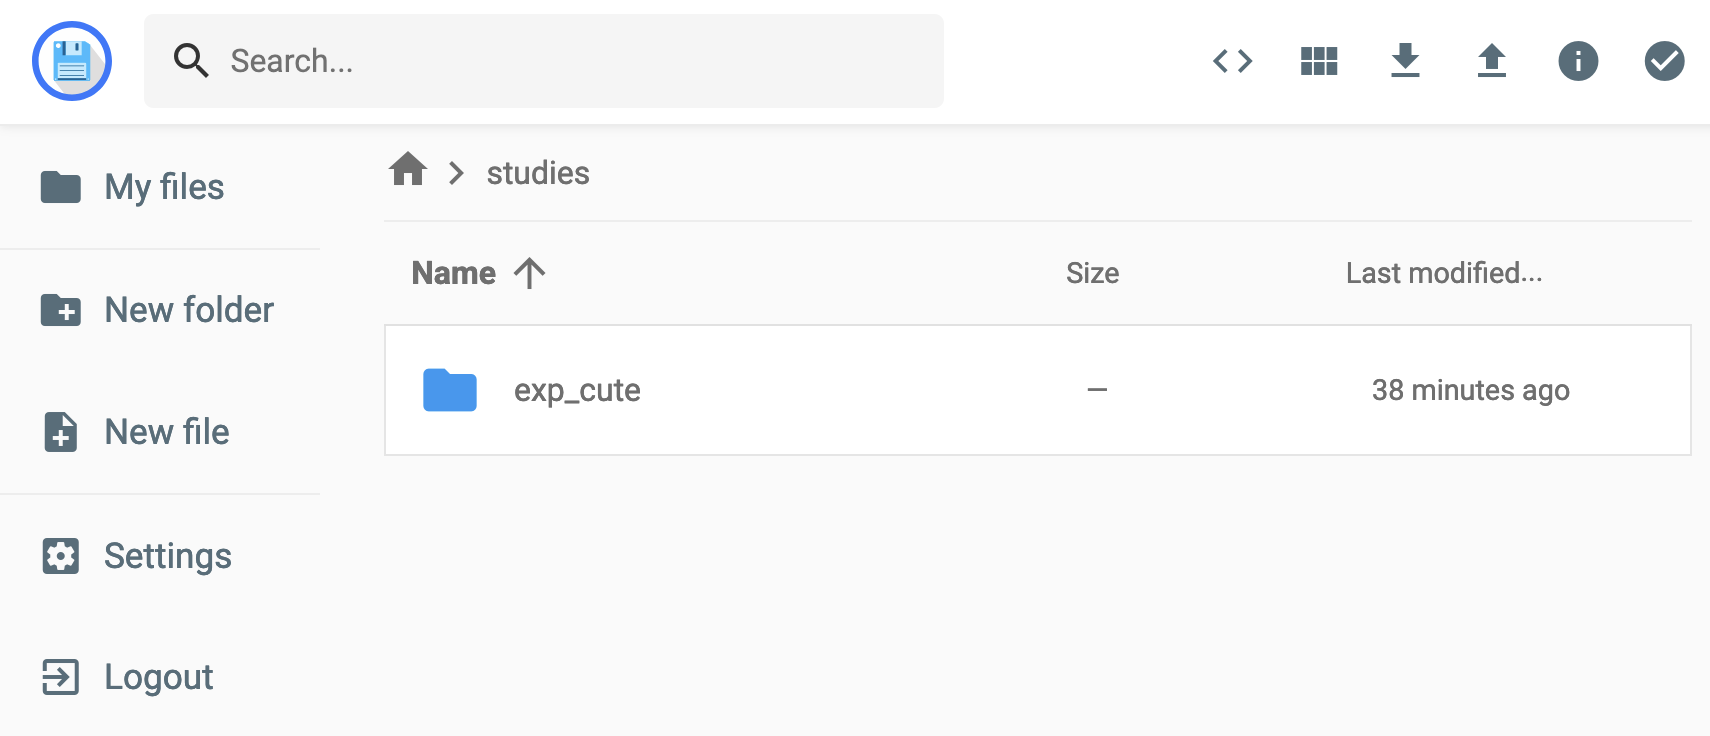 Search...
My files
New folder
New file
Settings
Logout
studies
Name Size Last modified...
exp_cute — 38 minutes ago